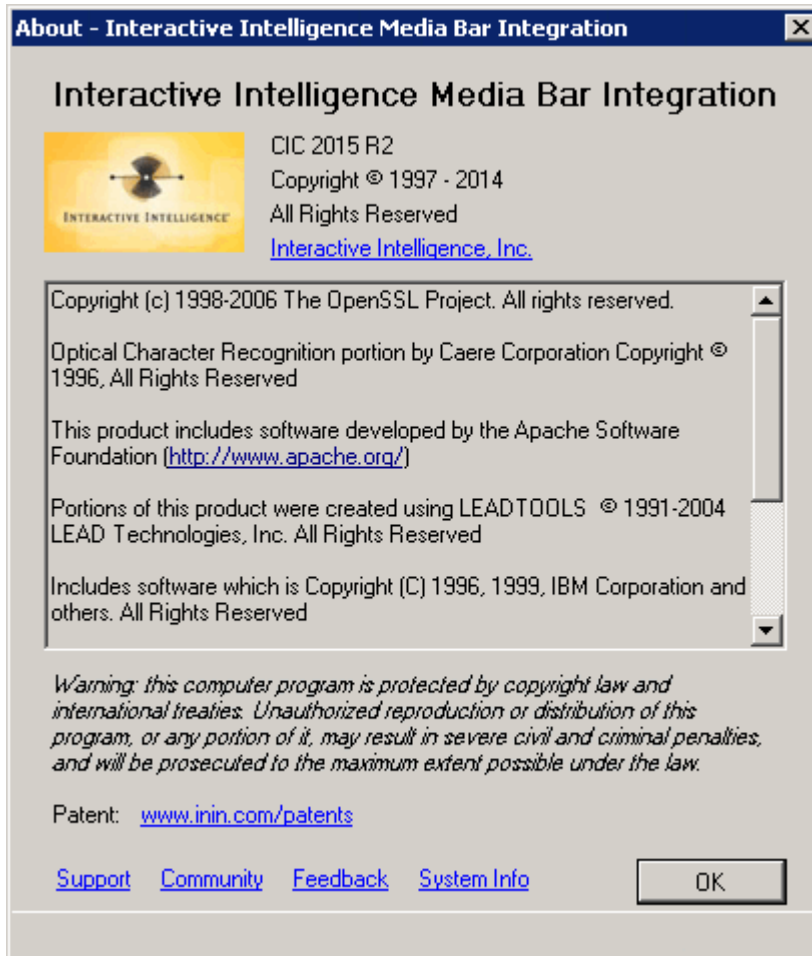 About - Interactive Intelligence Media Bar Integration
Interactive Intelligence Media Bar Integration
INTERACTIVE INTELLIGENCE®
CIC 2015 R2
Copyright © 1997 - 2014
All Rights Reserved
Interactive Intelligence, Inc.
Copyright (c) 1998-2006 The OpenSSL Project. All rights reserved.
Optical Character Recognition portion by Caere Corporation Copyright ©
1996, All Rights Reserved
This product includes software developed by the Apache Software
Foundation (http://www.apache.org/)
Portions of this product were created using LEADTOOLS © 1991-2004
LEAD Technologies, Inc. All Rights Reserved
Includes software which is Copyright (C) 1996, 1999, IBM Corporation and
others. All Rights Reserved
Warning: this computer program is protected by copyright law and
international treaties. Unauthorized reproduction or distribution of this
program, or any portion of it, may result in severe civil and criminal penalties,
and will be prosecuted to the maximum extent possible under the law.
Patent: www.inin.com/patents
Support Community Feedback System Info OK